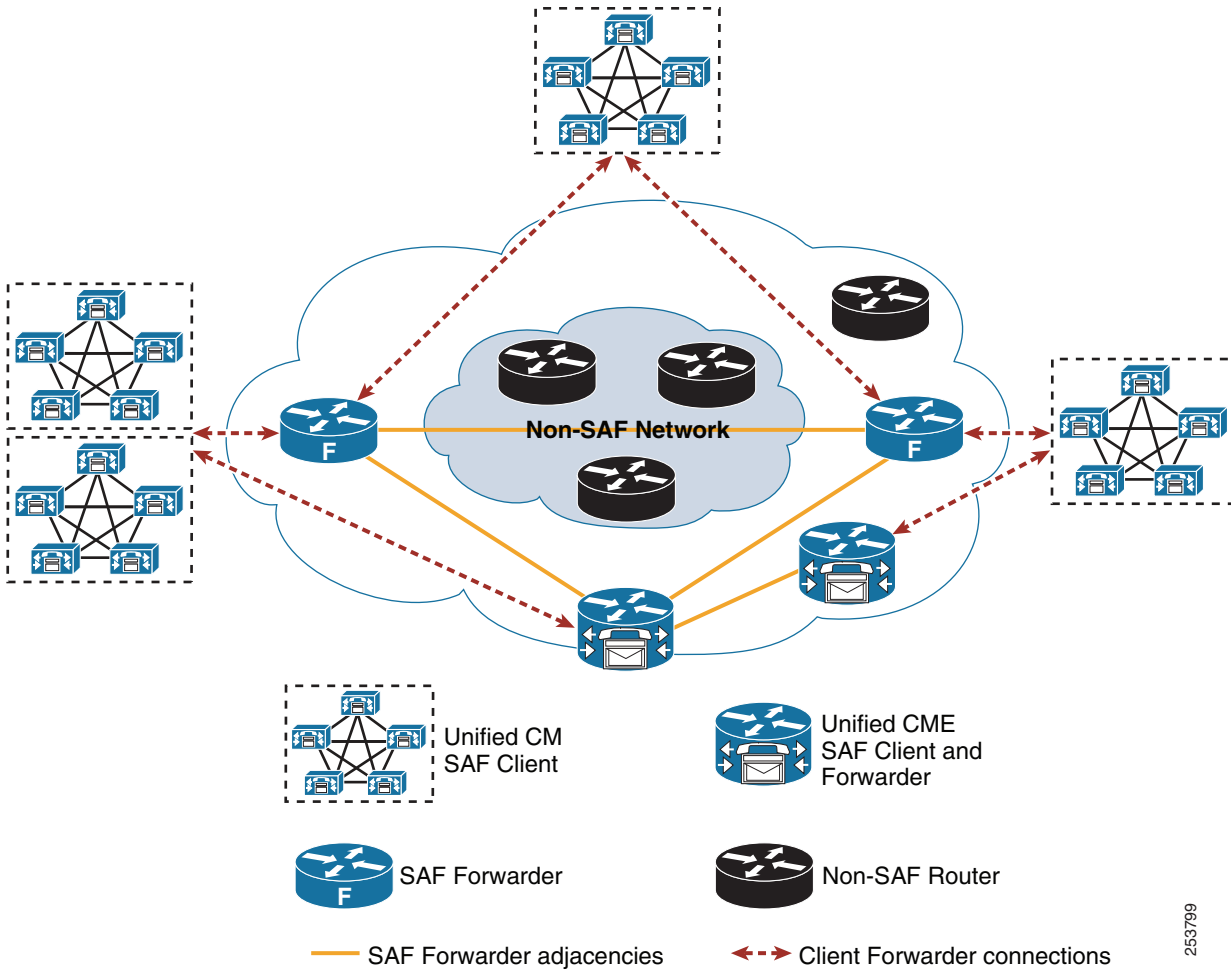 Non-SAF Network
F
F
Unified CM
SAF Client
Unified CME
SAF Client and
Forwarder
F
SAF Forwarder
Non-SAF Router
SAF Forwarder adjacencies
Client Forwarder connections
253799